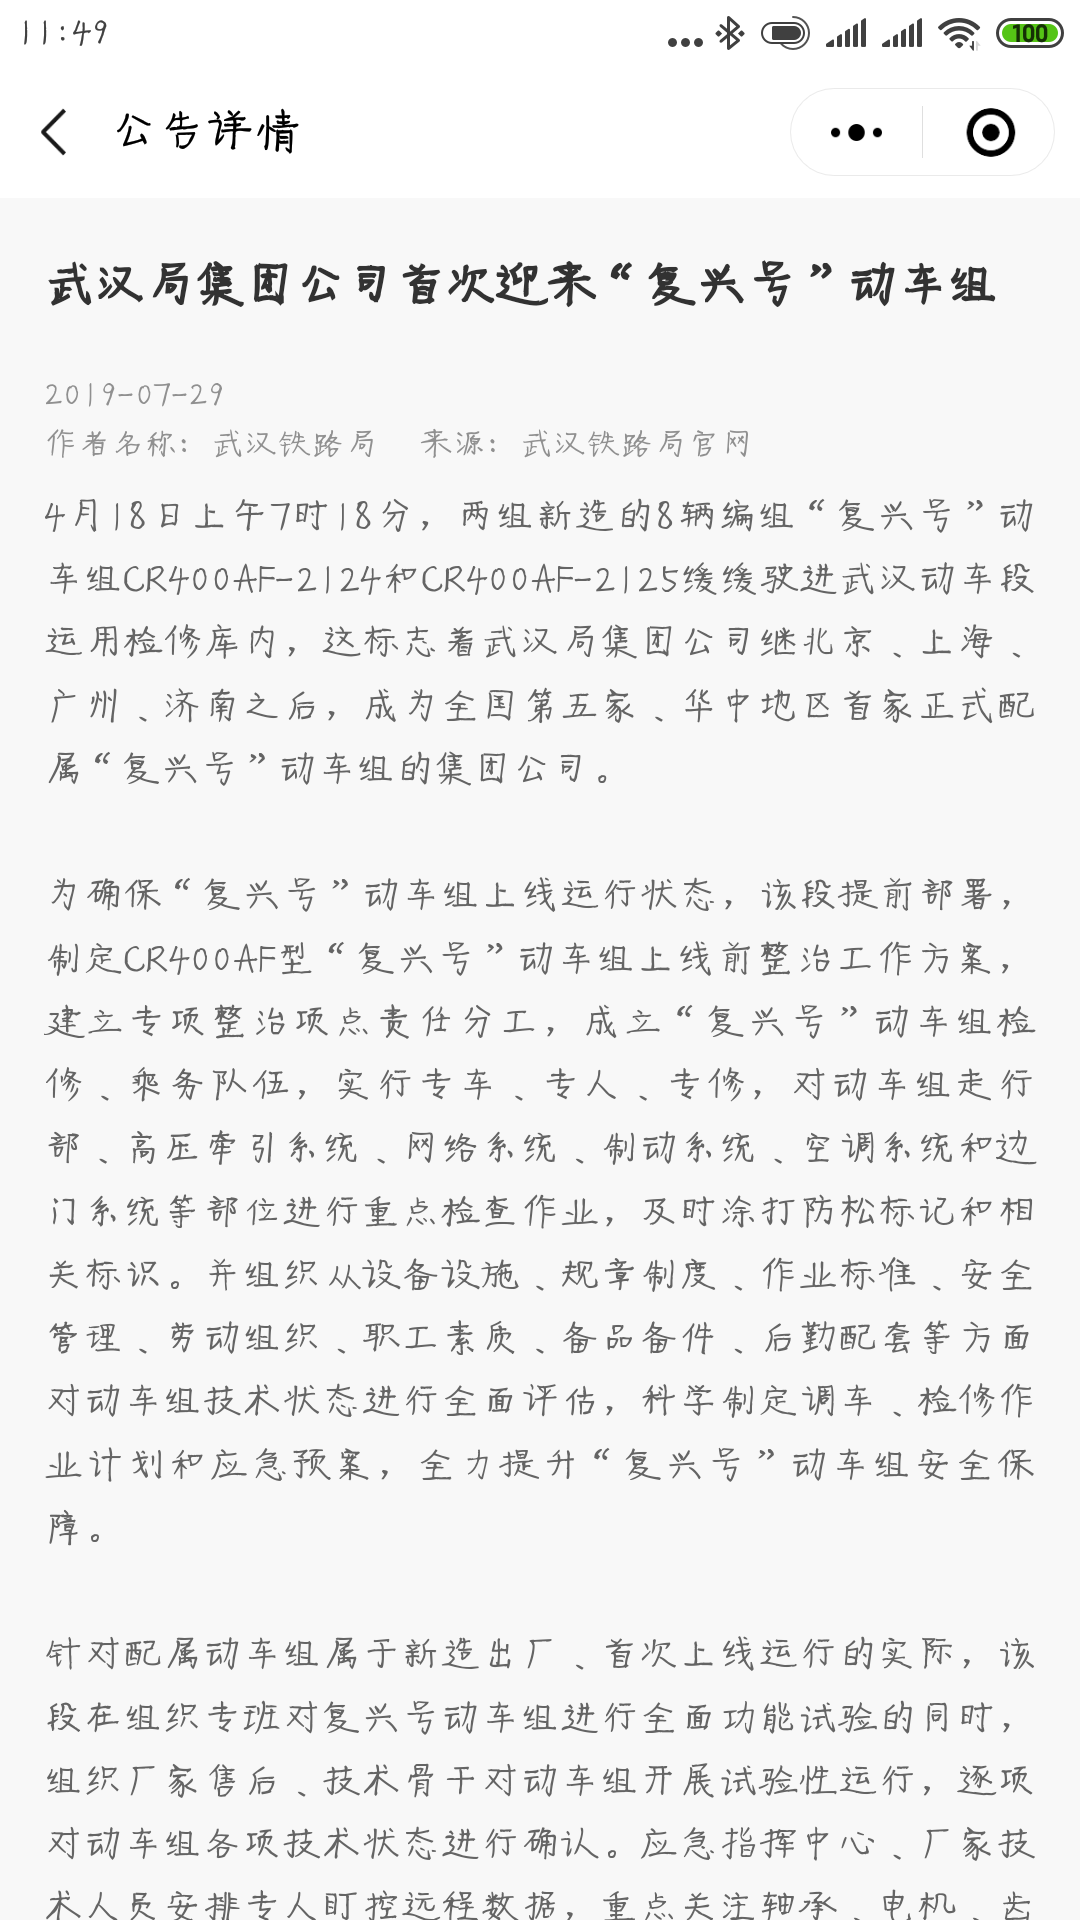 11:49
100
公告详情
武汉局集团公司首次迎来“复兴号”动车组
2019-07-29
作者名称: 武汉铁路局 来源: 武汉铁路局官网
4月18日上午7时18分，两组新造的8辆编组“复兴号”动
车组CR400AF-2124和CR400AF-2125缓缓驶进武汉动车段
运用检修库内，这标志着武汉局集团公司继北京、上海、
广州、济南之后，成为全国第五家、华中地区首家正式配
属“复兴号”动车组的集团公司。
为确保“复兴号”动车组上线运行状态，该段提前部署，
制定CR400AF型“复兴号”动车组上线前整治工作方案，
建立专项整治项点责任分工，成立“复兴号”动车组检
修、乘务队伍，实行专车、专人、专修，对动车组走行
部、高压牵引系统、网络系统、制动系统、空调系统和边
门系统等部位进行重点检查作业，及时涂打防松标记和相
关标识。并组织从设备设施、规章制度、作业标准、安全
管理、劳动组织、职工素质、备品备件、后勤配套等方面
对动车组技术状态进行全面评估，科学制定调车、检修作
业计划和应急预案，全力提升“复兴号”动车组安全保
障。
针对配属动车组属于新造出厂、首次上线运行的实际，该
段在组织专班对复兴号动车组进行全面功能试验的同时，
组织厂家售后、技术骨干对动车组开展试验性运行，逐项
对动车组各项技术状态进行确认。应急指挥中心、厂家技
术人员安排专人盯控远程数据，重点关注轴承、电机、齿